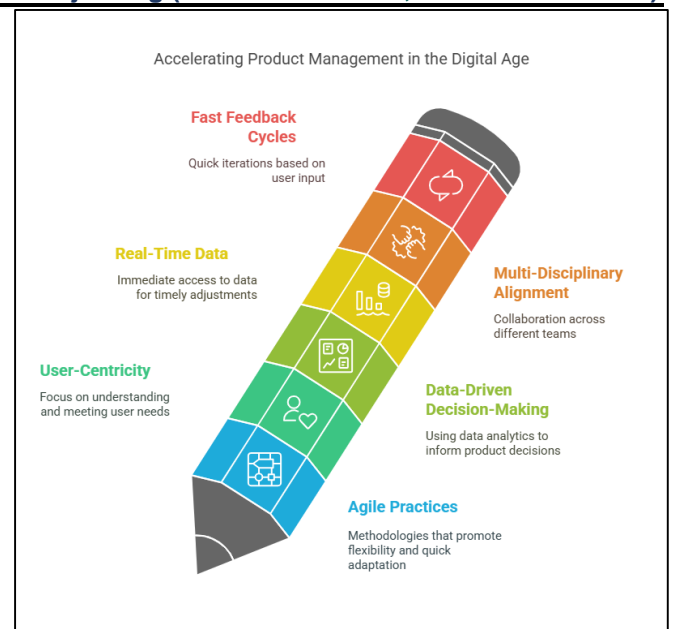 Accelerating Product Management in the Digital Age
Fast Feedback
Cycles
Quick iterations based on
user input
Real-Time Data
Immediate access to data
for timely adjustments
Multi-Disciplinary
Alignment
Collaboration across
different teams
User-Centricity
Focus on understanding
and meeting user needs
Data-Driven
Decision-Making
Using data analytics to
inform product decisions
Agile Practices
Methodologies that promote
flexibility and quick
adaptation